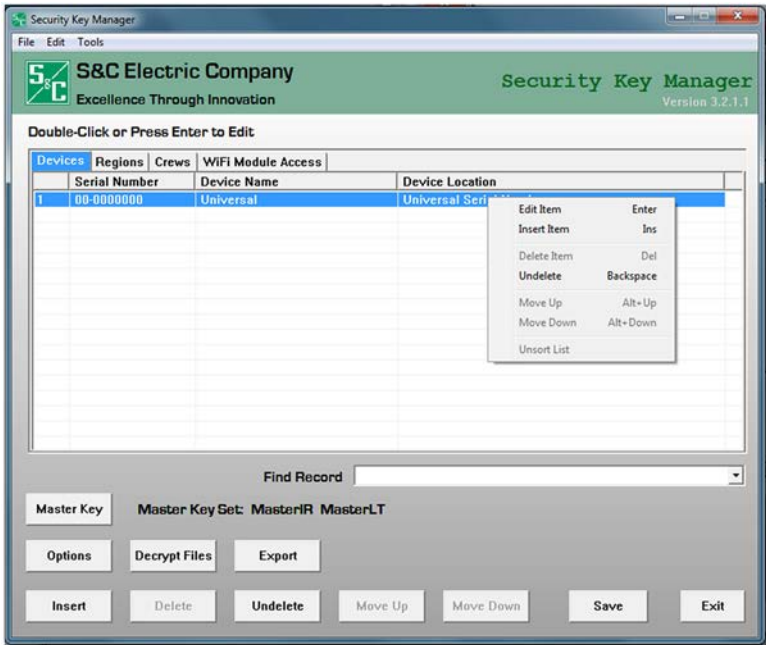 Security Key Manager
File Edit Tools
S&C
S&C Electric Company
Excellence Through Innovation
Security Key Manager
Version 3.2.1.1
Double-Click or Press Enter to Edit
Devices Regions Crews WiFi Module Access
Serial Number Device Name Device Location
1 00-0000000 Universal Universal Seri
Edit Item Enter
Insert Item Ins
Delete Item Del
Undelete Backspace
Move Up Alt+Up
Move Down Alt+Down
Unsort List
Find Record
Master Key Master Key Set: MasterIR MasterLT
Options Decrypt Files Export
Insert Delete Undelete Move Up Move Down Save Exit